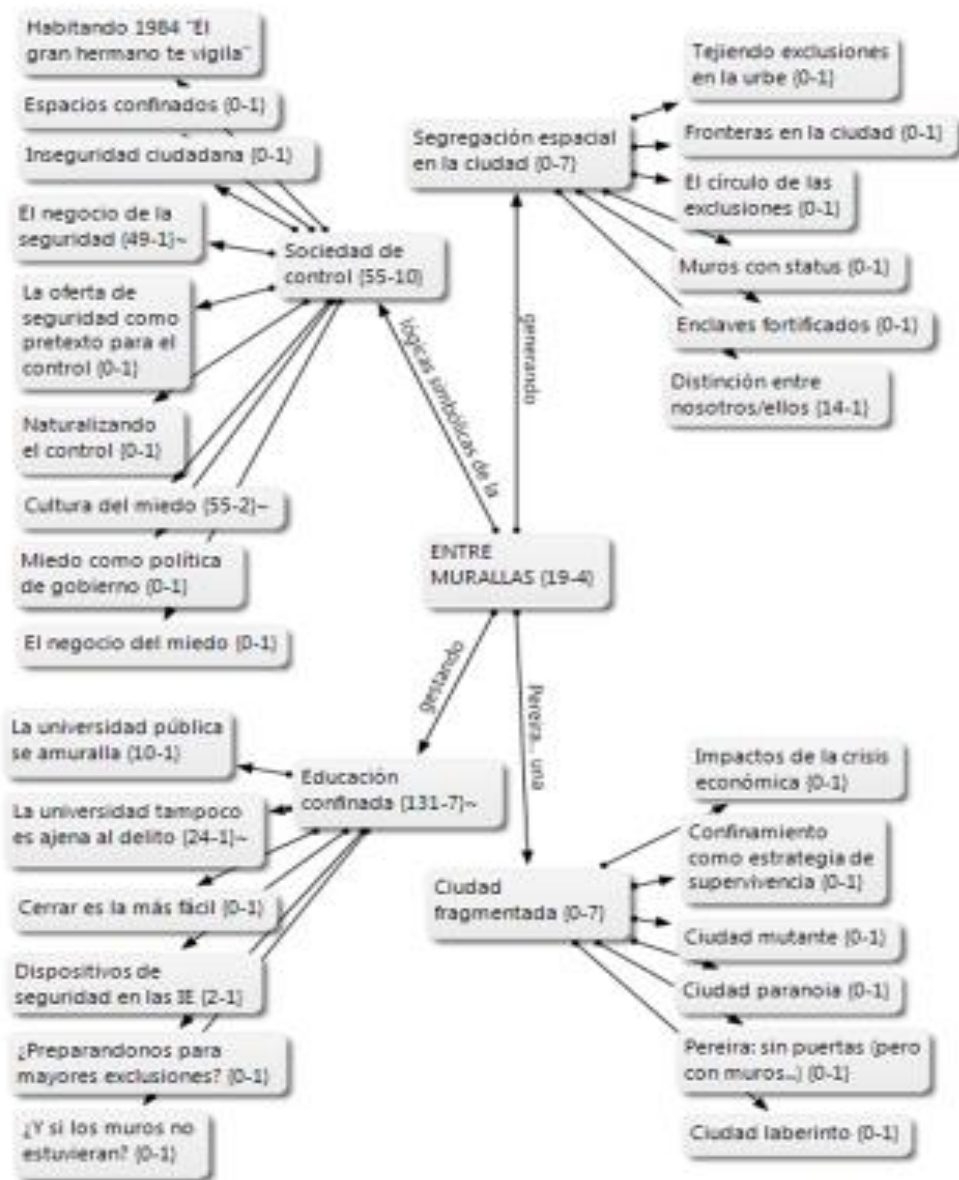 Habitando 1984 "El
gran hermano te vigila"
Espacios confinados {0-1}
Inseguridad ciudadana {0-1}
El negocio de la
seguridad {49-1}~
La oferta de
seguridad como
pretexto para el
control {0-1}
Naturalizando
el control {0-1}
Cultura del miedo {55-2}~
Miedo como política
de gobierno {0-1}
El negocio del miedo {0-1}
Sociedad de
control {55-10}
lógicas simbólicas de la
Segregación espacial
en la ciudad {0-7}
generando
Tejiendo exclusiones
en la urbe {0-1}
Fronteras en la ciudad {0-1}
El círculo de las
exclusiones {0-1}
Muros con status {0-1}
Enclaves fortificados {0-1}
Distinción entre
nosotros/ellos {14-1}
ENTRE
MURALLAS {19-4}
gestando
Pereira... una
La universidad pública
se amuralla {10-1}
La universidad tampoco
es ajena al delito {24-1}~
Cerrar es la más fácil {0-1}
Dispositivos de
seguridad en las IE {2-1}
¿Preparandonos para
mayores exclusiones? {0-1}
¿Y si los muros no
estuvieran? {0-1}
Educación
confinada {131-7}~
Ciudad
fragmentada {0-7}
Impactos de la crisis
económica {0-1}
Confinamiento
como estrategia de
supervivencia {0-1}
Ciudad mutante {0-1}
Ciudad paranoia {0-1}
Pereira: sin puertas (pero
con muros...) {0-1}
Ciudad laberinto {0-1}